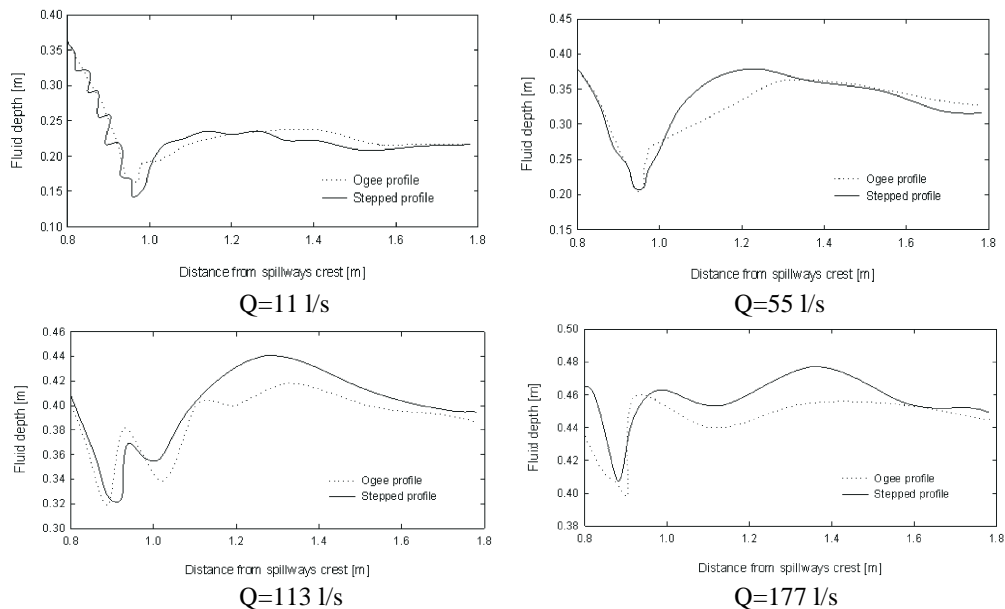 0.40
0.35
0.30
0.25
0.20
0.15
0.10
Fluid depth [m]
Ogee profile
Stepped profile
0.8 1.0 1.2 1.4 1.6 1.8
Distance from spillways crest [m]
Q=11 l/s
0.45
0.40
0.35
0.30
0.25
0.20
0.15
Fluid depth [m]
Ogee profile
Stepped profile
0.8 1.0 1.2 1.4 1.6 1.8
Distance from spillways crest [m]
Q=55 l/s
0.46
0.44
0.42
0.40
0.38
0.36
0.34
0.32
0.30
Fluid depth [m]
Ogee profile
Stepped profile
0.8 1.0 1.2 1.4 1.6 1.8
Distance from spillways crest [m]
Q=113 l/s
0.50
0.48
0.46
0.44
0.42
0.40
0.38
Fluid depth [m]
Ogee profile
Stepped profile
0.8 1.0 1.2 1.4 1.6 1.8
Distance from spillways crest [m]
Q=177 l/s